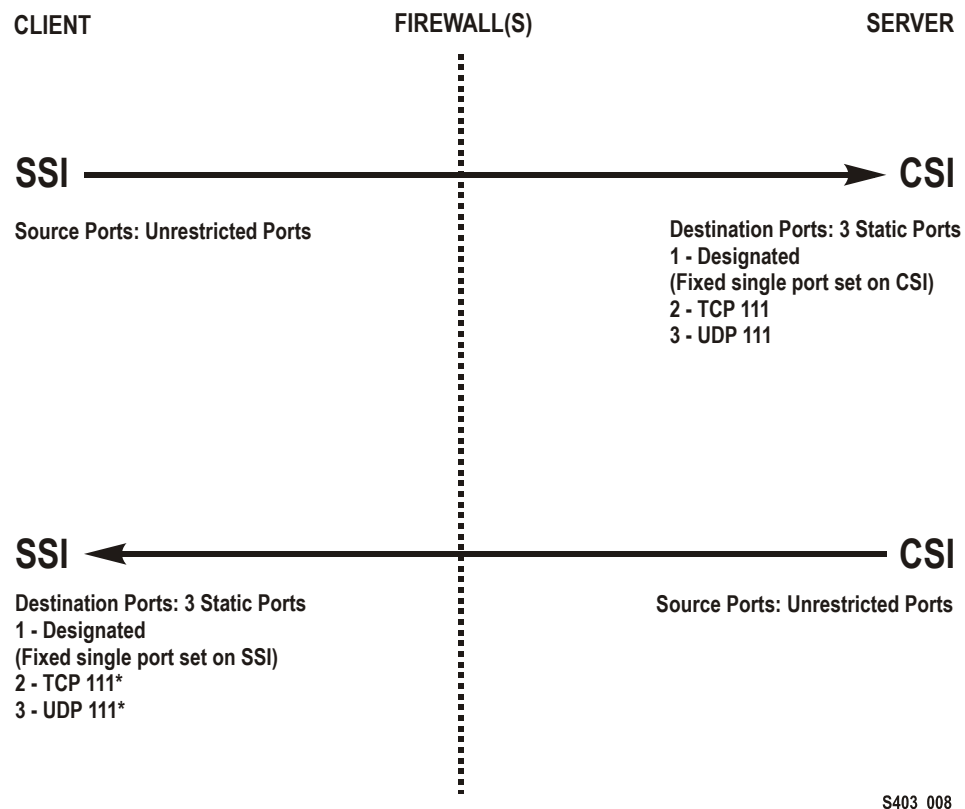 CLIENT FIREWALL(S) SERVER
SSI CSI
Source Ports: Unrestricted Ports
Destination Ports: 3 Static Ports
1 - Designated
(Fixed single port set on CSI)
2 - TCP 111
3 - UDP 111
SSI CSI
Destination Ports: 3 Static Ports
1 - Designated
(Fixed single port set on SSI)
2 - TCP 111*
3 - UDP 111*
Source Ports: Unrestricted Ports
S403_008